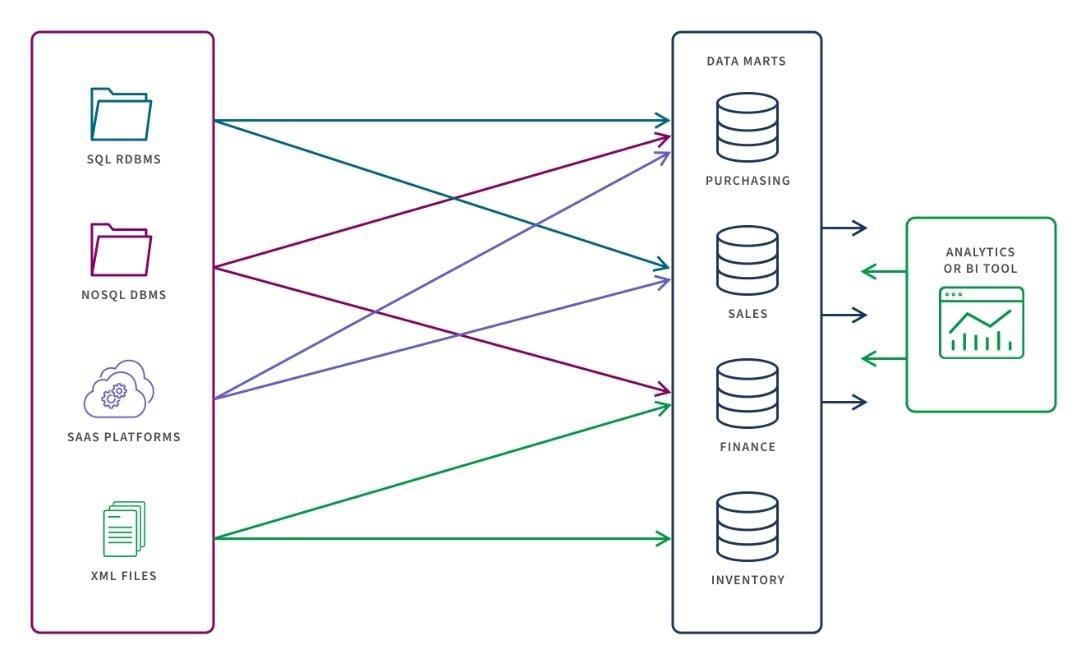 SQL RDBMS
NOSQL DBMS
SAAS PLATFORMS
XML FILES
DATA MARTS
PURCHASING
SALES
FINANCE
INVENTORY
ANALYTICS
OR BI TOOL